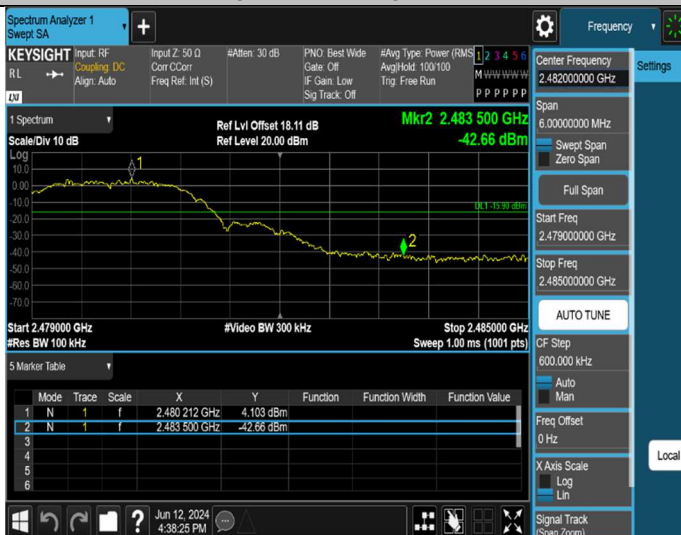 Spectrum Analyzer 1
Swept SA
+
Frequency
KEYSIGHT
RL
LXI
Input: RF
Coupling: DC
Align: Auto
Input Z: 50 Ω
Corr CCorr
Freq Ref: Int (S)
#Atten: 30 dB
PNO: Best Wide
Gate: Off
IF Gain: Low
Sig Track: Off
#Avg Type: Power (RMS
Avg|Hold: 100/100
Trig: Free Run
1 2 3 4 5 6
M W W W W W
P P P P P P
1 Spectrum
Scale/Div 10 dB
Ref Lvl Offset 18.11 dB
Ref Level 20.00 dBm
Mkr2 2.483 500 GHz
-42.66 dBm
Log
10.0
0.00
-10.0
-20.0
-30.0
-40.0
-50.0
-60.0
-70.0
1
2
DL1 -15.90 dBm
Start 2.479000 GHz
#Video BW 300 kHz
Stop 2.485000 GHz
#Res BW 100 kHz
Sweep 1.00 ms (1001 pts)
5 Marker Table
Mode Trace Scale X Y Function Function Width Function Value
1 N 1 f 2.480 212 GHz 4.103 dBm
2 N 1 f 2.483 500 GHz -42.66 dBm
3
4
5
6
?
Jun 12, 2024
4:38:25 PM
Center Frequency
2.482000000 GHz
Settings
Span
6.00000000 MHz
Swept Span
Zero Span
Full Span
Start Freq
2.479000000 GHz
Stop Freq
2.485000000 GHz
AUTO TUNE
CF Step
600.000 kHz
Auto
Man
Freq Offset
0 Hz
X Axis Scale
Log
Lin
Local
Signal Track
(Span Zoom)